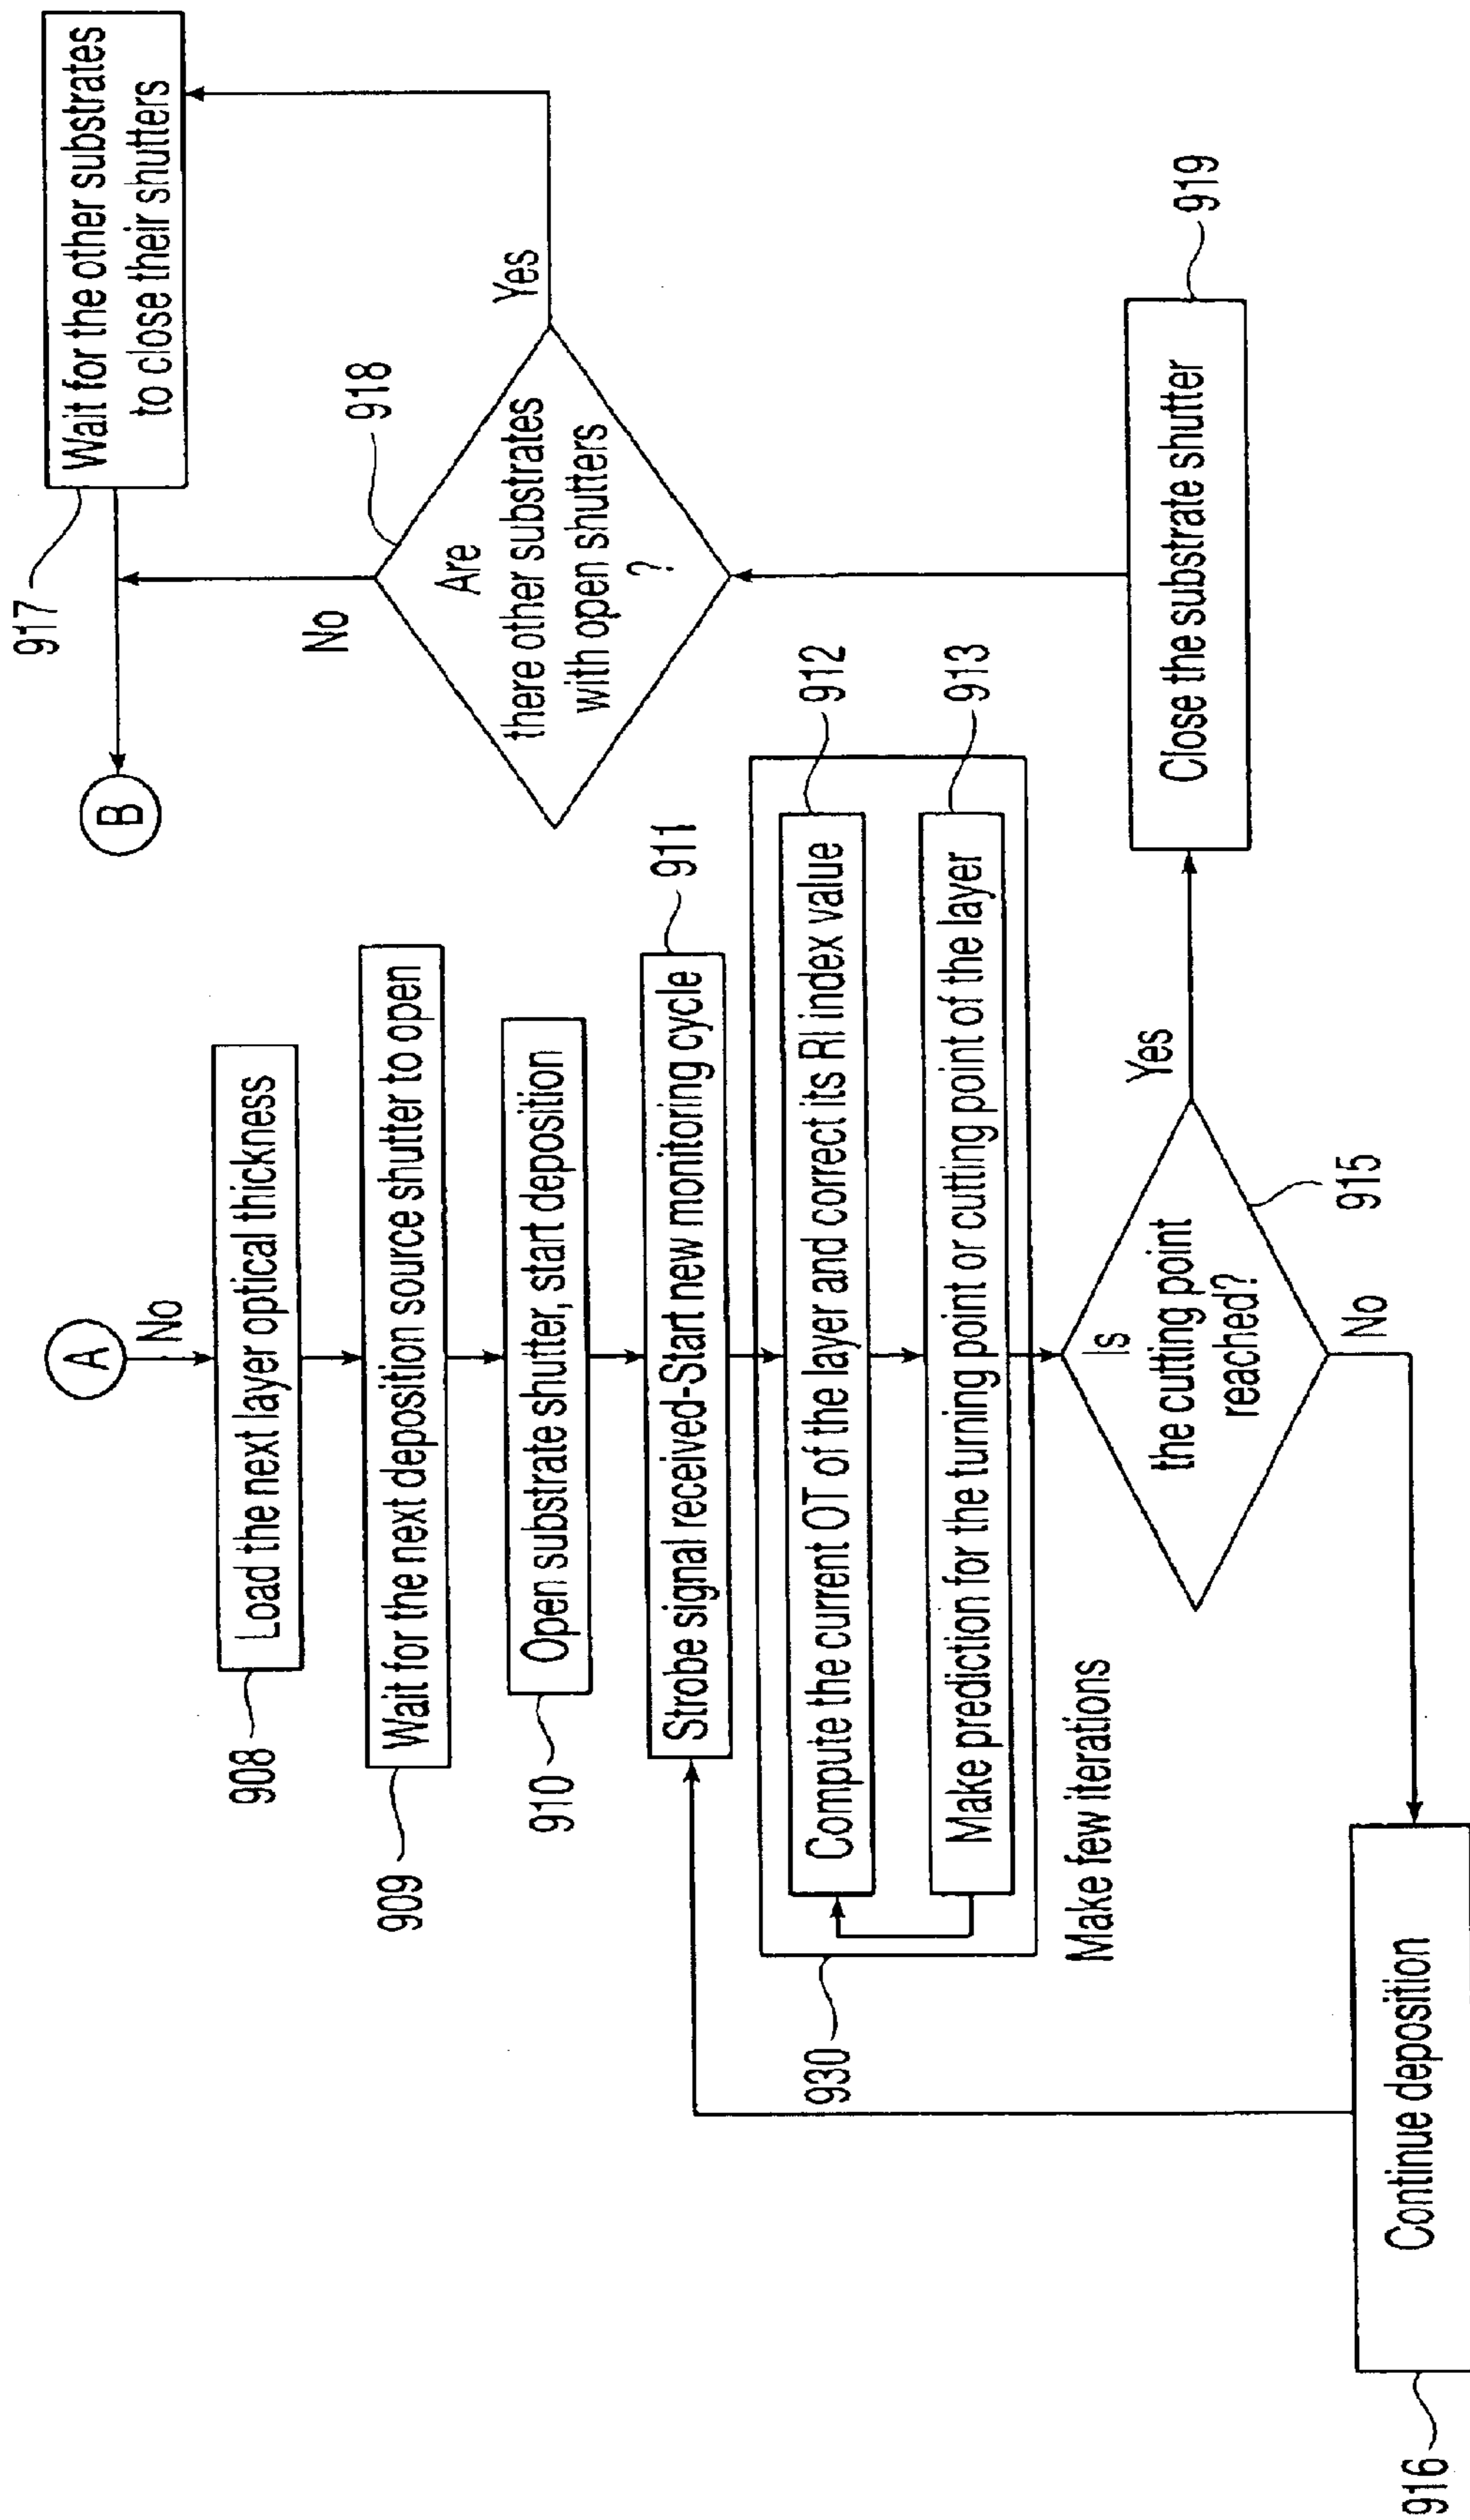 A
No
908
Load the next layer optical thickness
909
Wait for the next deposition source shutter to open
910
Open substrate shutter, start deposition
911
Strobe signal received-Start new monitoring cycle
930
912
Compute the current OT of the layer and correct its RI index value
913
Make prediction for the turning point or cutting point of the layer
Make few iterations
Is
the cutting point
reached?
915
No
Yes
916
Continue deposition
919
Close the substrate shutter
918
Are
there other substrates
with open shutters
?
No
Yes
917
Wait for the other substrates
to close their shutters
B